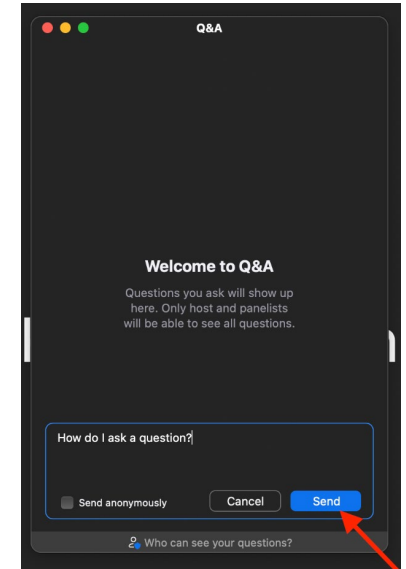 Q&A
Welcome to Q&A
Questions you ask will show up
here. Only host and panelists
will be able to see all questions.
How do I ask a question?
Send anonymously
Cancel
Send
Who can see your questions?